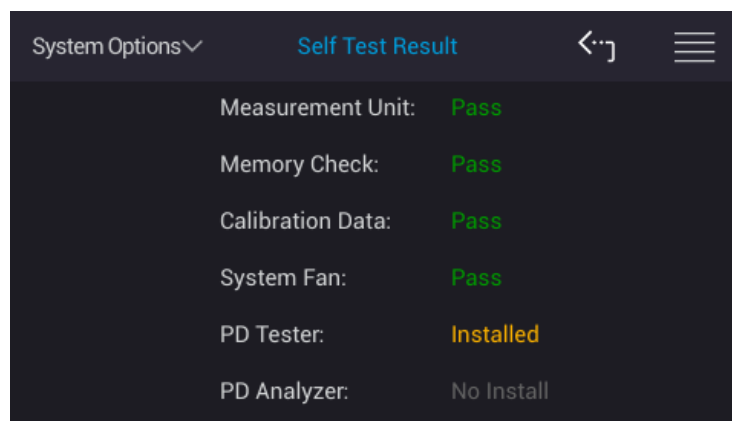 System Options Self Test Result
Measurement Unit: Pass
Memory Check: Pass
Calibration Data: Pass
System Fan: Pass
PD Tester: Installed
PD Analyzer: No Install